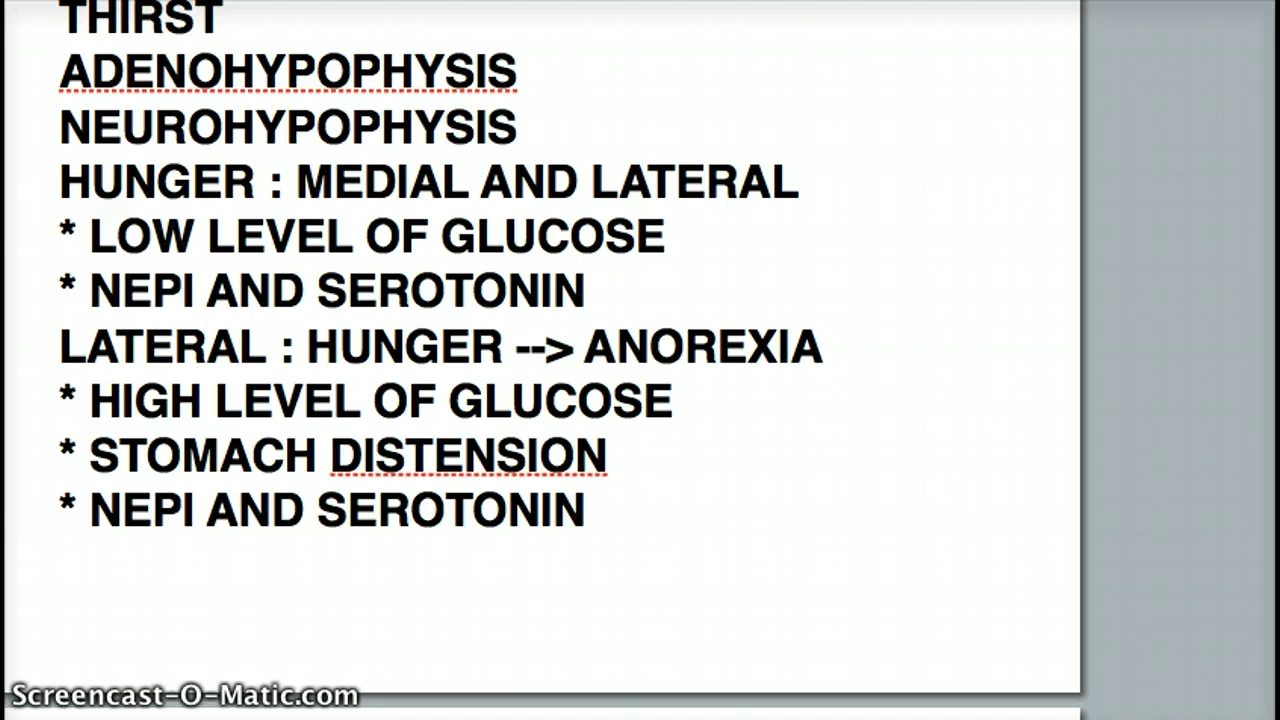 THIRST
ADENOHYPOPHYSIS
NEUROHYPOPHYSIS
HUNGER : MEDIAL AND LATERAL
* LOW LEVEL OF GLUCOSE
* NEPI AND SEROTONIN
LATERAL : HUNGER --> ANOREXIA
* HIGH LEVEL OF GLUCOSE
* STOMACH DISTENSION
* NEPI AND SEROTONIN
Screencast-O-Matic.com